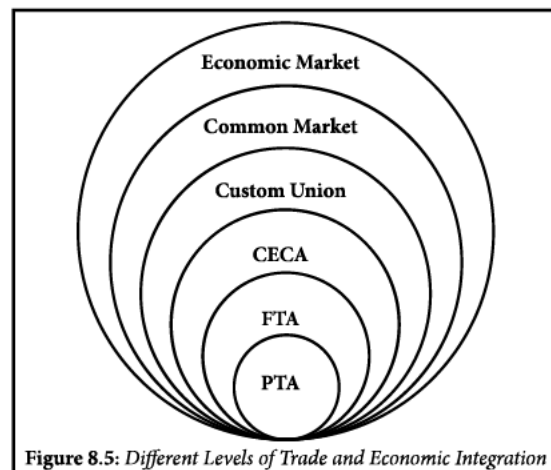 Economic Market
Common Market
Custom Union
CECA
FTA
PTA
Figure 8.5: Different Levels of Trade and Economic Integration